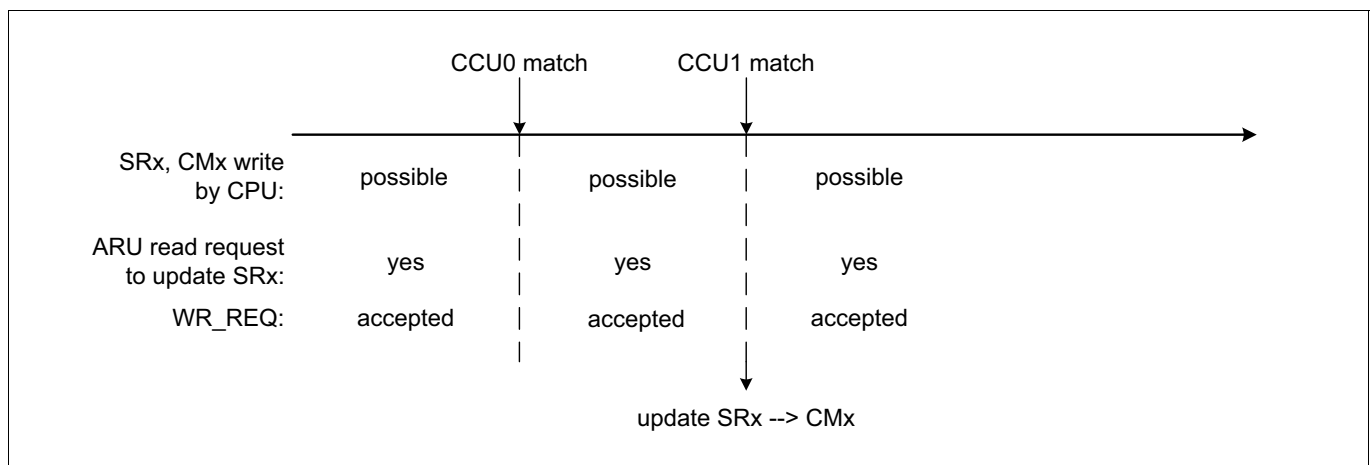 CCU0 match CCU1 match
SRx, CMx write
by CPU: possible possible possible
ARU read request
to update SRx: yes yes yes
WR_REQ: accepted accepted accepted
update SRx --> CMx